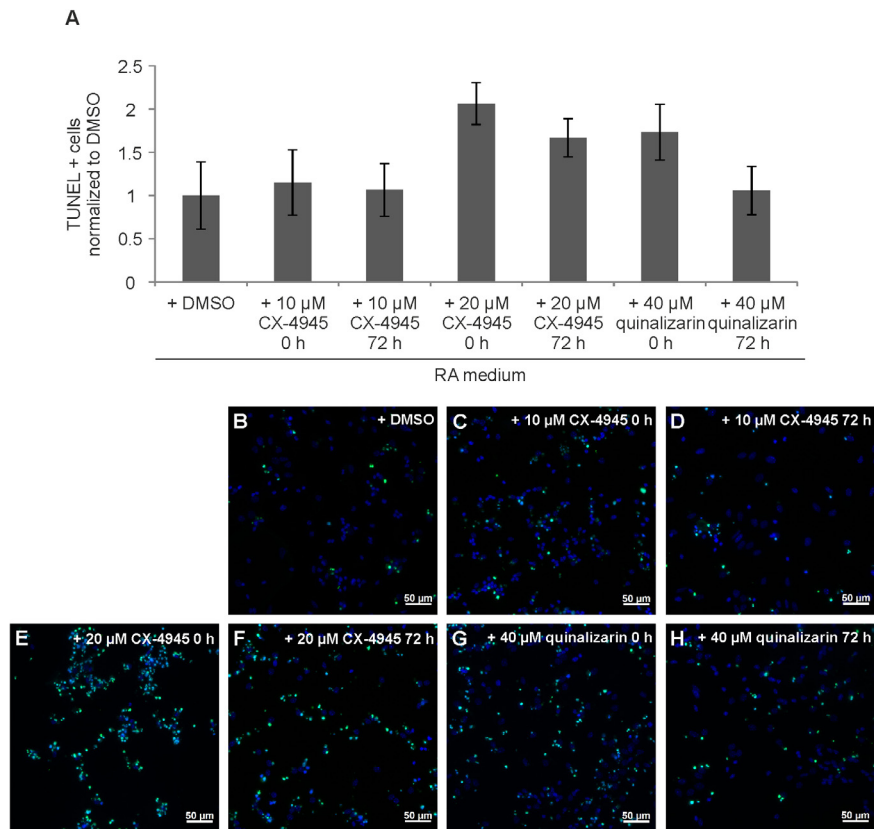 A
TUNEL + cells
normalized to DMSO
2.5
2
1.5
1
0.5
0
+ DMSO
+ 10 µM
CX-4945
0 h
+ 10 µM
CX-4945
72 h
+ 20 µM
CX-4945
0 h
+ 20 µM
CX-4945
72 h
+ 40 µM
quinalizarin
0 h
+ 40 µM
quinalizarin
72 h
RA medium
B
+ DMSO
50 µm
C
+ 10 µM CX-4945 0 h
50 µm
D
+ 10 µM CX-4945 72 h
50 µm
E
+ 20 µM CX-4945 0 h
50 µm
F
+ 20 µM CX-4945 72 h
50 µm
G
+ 40 µM quinalizarin 0 h
50 µm
H
+ 40 µM quinalizarin 72 h
50 µm